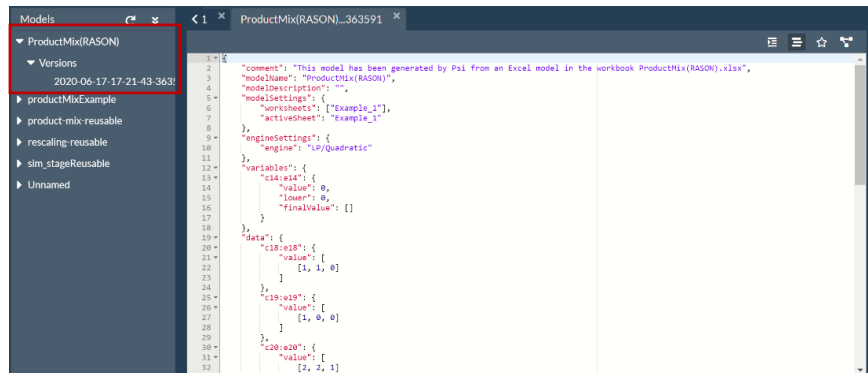 Models
ProductMix(RASON)
Versions
2020-06-17-17-21-43-363
productMixExample
product-mix-reusable
rescaling-reusable
sim_stageReusable
Unnamed
1 ProductMix(RASON)...363591
1 {
2 "comment": "This model has been generated by Psi from an Excel model in the workbook ProductMix(RASON).xlsx",
3 "modelName": "ProductMix(RASON)",
4 "modelDescription": "",
5 "modelSettings": {
6 "worksheets": ["Example_1"],
7 "activeSheet": "Example_1"
8 },
9 "engineSettings": {
10 "engine": "LP/Quadratic"
11 },
12 "variables": {
13 "c14:e14": {
14 "value": 0,
15 "lower": 0,
16 "finalValue": []
17 }
18 },
19 "data": {
20 "c18:e18": {
21 "value": [
22 [1, 1, 0]
23 ]
24 },
25 "c19:e19": {
26 "value": [
27 [1, 0, 0]
28 ]
29 },
30 "c20:e20": {
31 "value": [
32 [2, 2, 1]